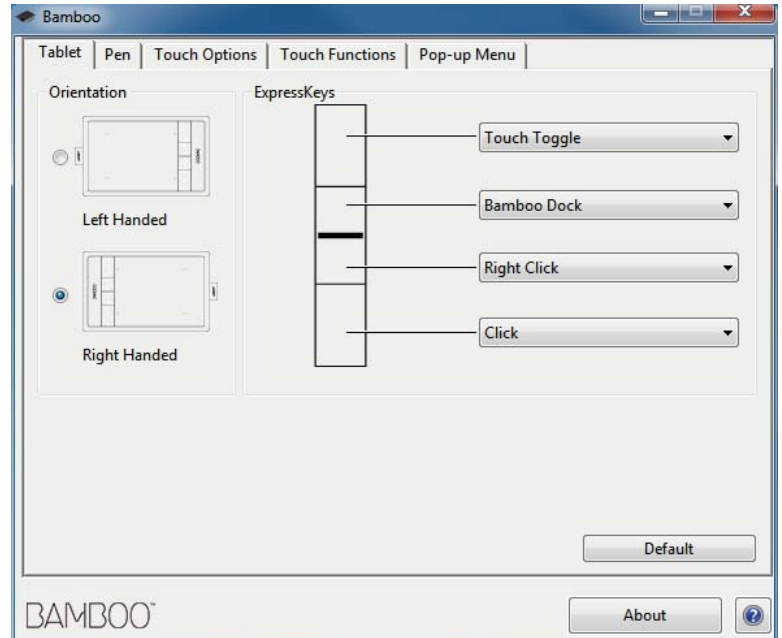 Bamboo
Tablet Pen Touch Options Touch Functions Pop-up Menu
Orientation
ExpressKeys
Touch Toggle
Left Handed
Bamboo Dock
Right Click
Right Handed
Click
Default
BAMBOO™
About ?